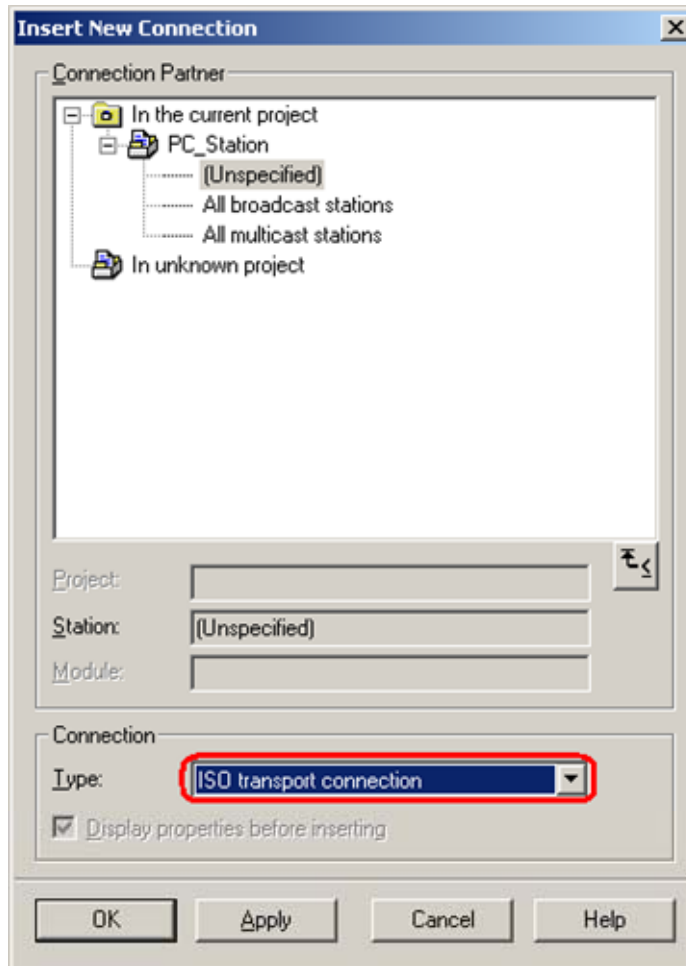 Insert New Connection
Connection Partner
In the current project
PC_Station
(Unspecified)
All broadcast stations
All multicast stations
In unknown project
Project:
Station: (Unspecified)
Module:
Connection
Type: ISO transport connection
Display properties before inserting
OK Apply Cancel Help